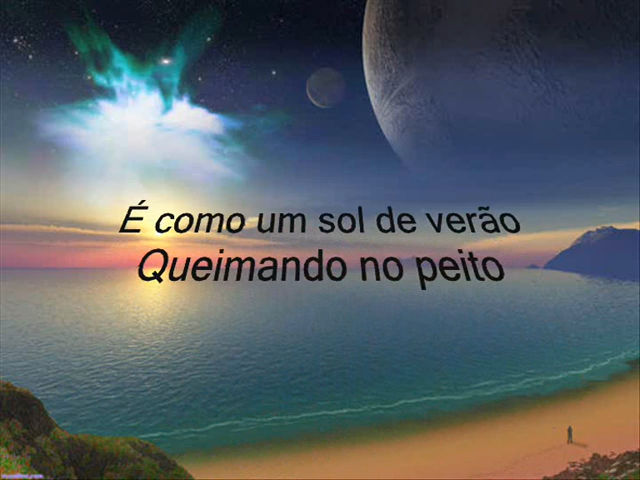 É como um sol de verão
Queimando no peito